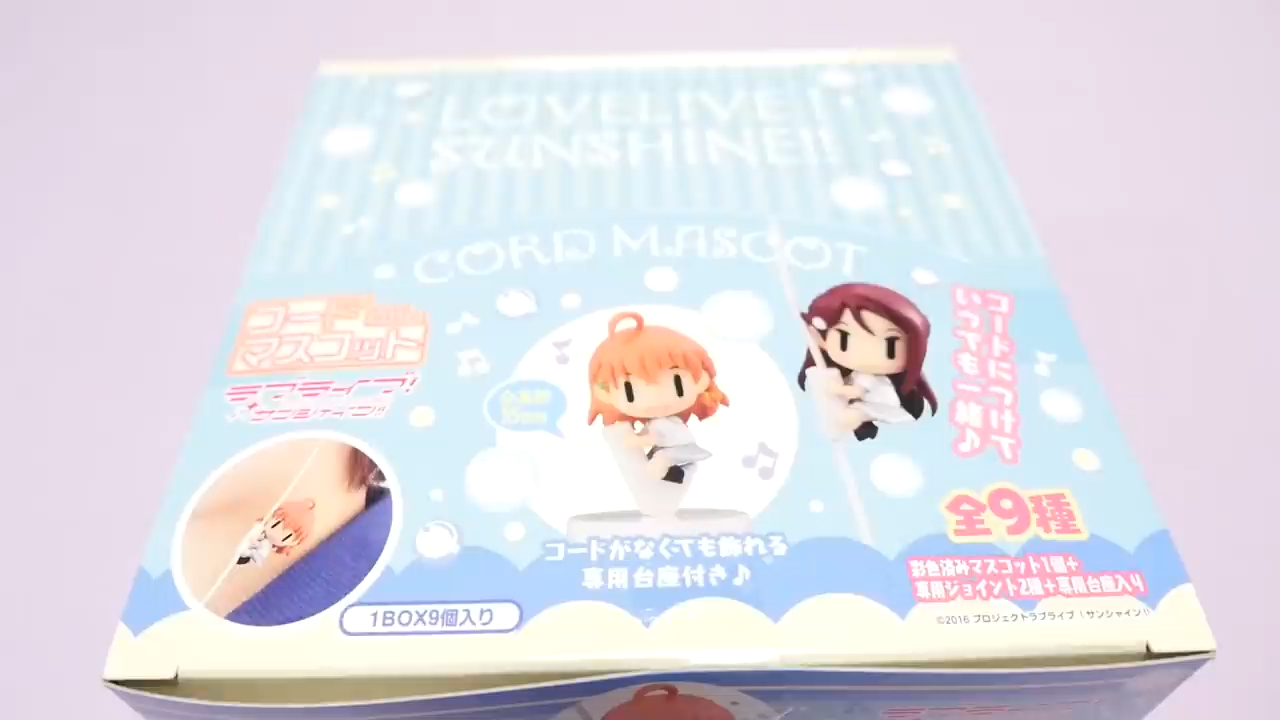 LOVELIVE!
SUNSHINE!!
CORD MASCOT
コード
マスコット
ラブライブ!
サンシャイン!!
コードにつけて
いつでも一緒♪
全9種
コードがなくても飾れる
専用台座付き♪
彩色済みマスコット1個+
専用ジョイント2種+専用台座入り
1BOX9個入り
©2016 プロジェクトラブライブ!サンシャイン!!